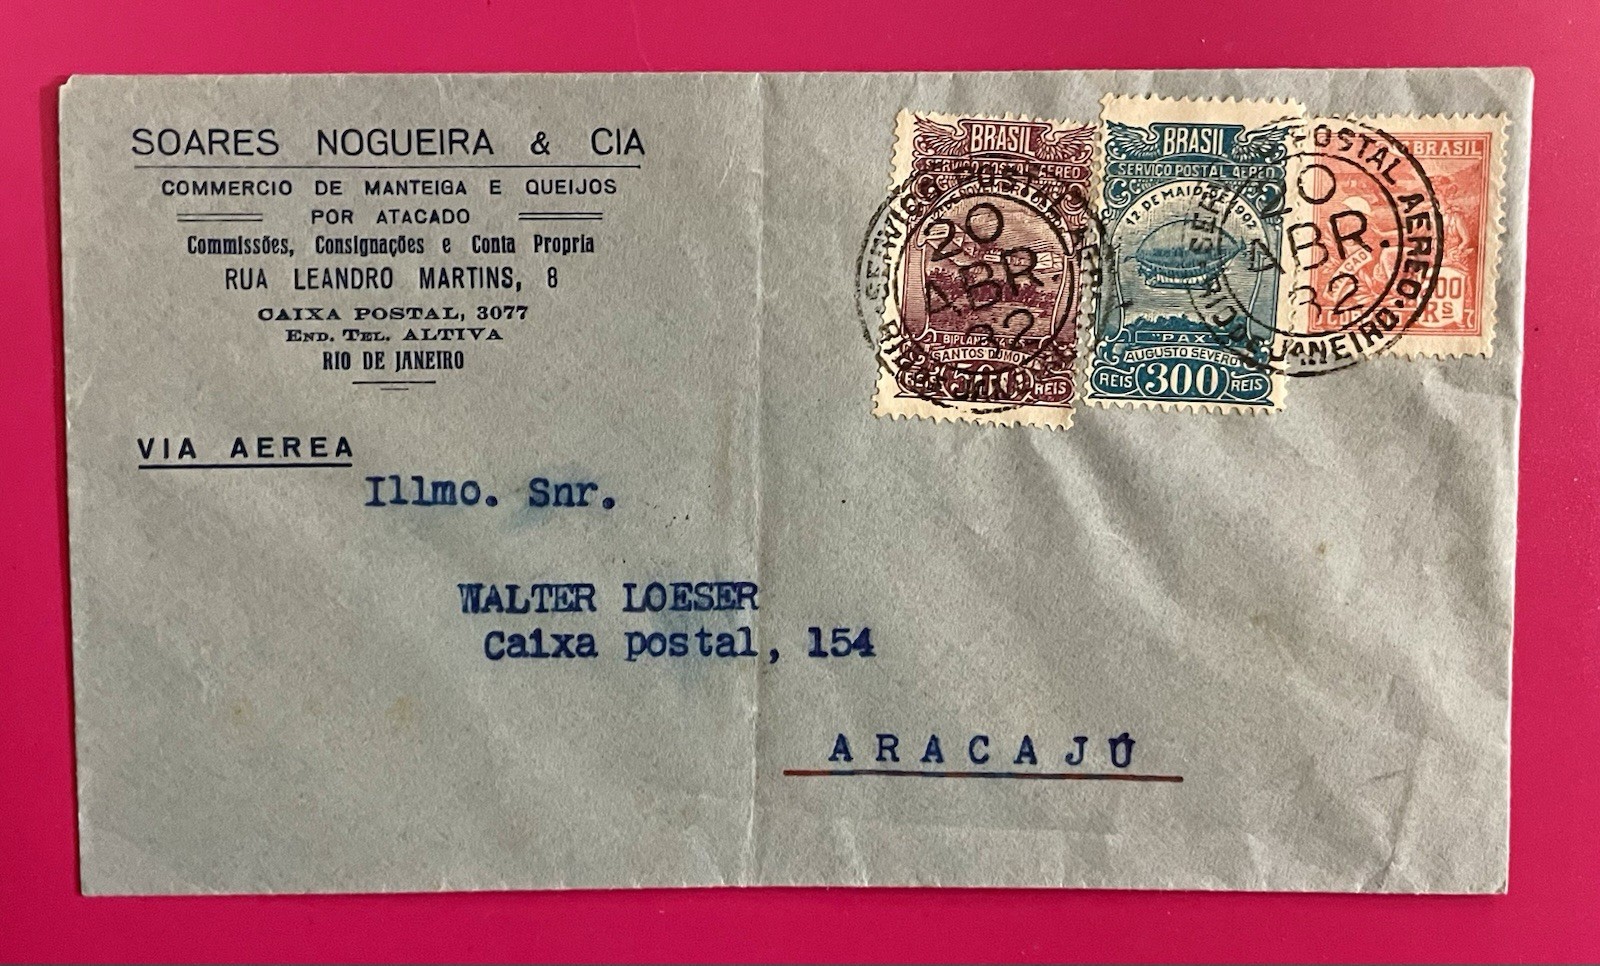 SOARES NOGUEIRA & CIA
COMMERCIO DE MANTEIGA E QUEIJOS
POR ATACADO
Commissões, Consignações e Conta Propria
RUA LEANDRO MARTINS, 8
CAIXA POSTAL, 3077
END. TEL. ALTIVA
RIO DE JANEIRO
VIA AEREA
Illmo. Snr.
WALTER LOESER
Caixa postal, 154
ARACAJÚ
BRASIL
SERVIÇO POSTAL AEREO
SANTOS DUMONT
REIS
20
ABR
32
BRASIL
SERVIÇO POSTAL AEREO
12 DE MAIO DE 1902
"PAX"
AUGUSTO SEVERO
REIS 300 REIS
BRASIL
RS
POSTAL AEREO.
ABR.
32
RIO DE JANEIRO